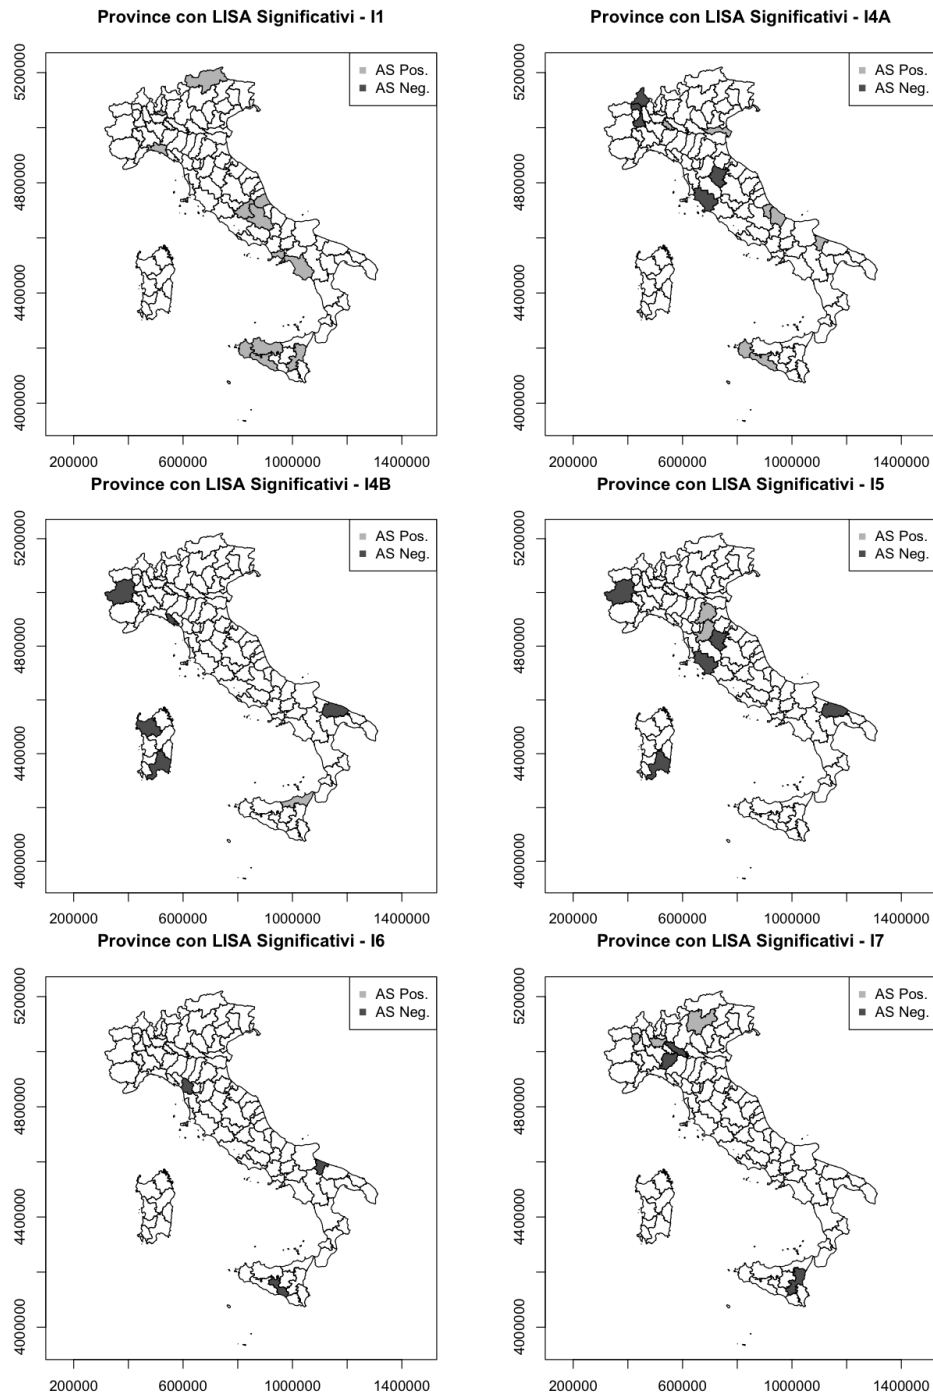 Province con LISA Significativi - I1
AS Pos.
AS Neg.
5200000
4800000
4400000
4000000
200000 600000 1000000 1400000
Province con LISA Significativi - I4A
AS Pos.
AS Neg.
5200000
4800000
4400000
4000000
200000 600000 1000000 1400000
Province con LISA Significativi - I4B
AS Pos.
AS Neg.
5200000
4800000
4400000
4000000
200000 600000 1000000 1400000
Province con LISA Significativi - I5
AS Pos.
AS Neg.
5200000
4800000
4400000
4000000
200000 600000 1000000 1400000
Province con LISA Significativi - I6
AS Pos.
AS Neg.
5200000
4800000
4400000
4000000
200000 600000 1000000 1400000
Province con LISA Significativi - I7
AS Pos.
AS Neg.
5200000
4800000
4400000
4000000
200000 600000 1000000 1400000